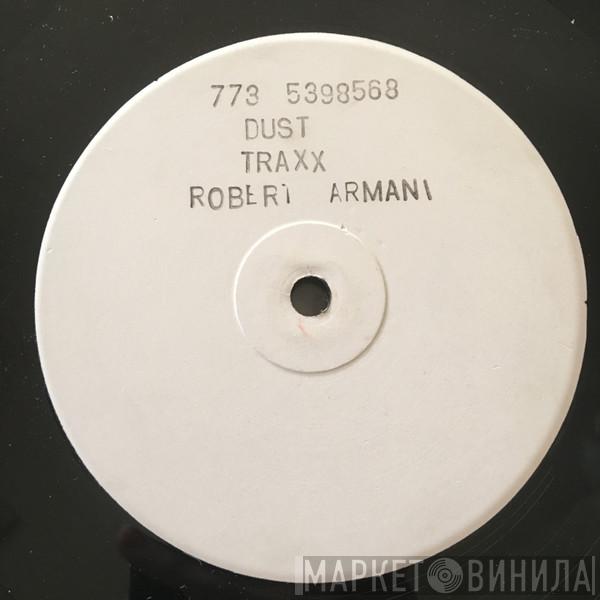 773 5398568
DUST
TRAXX
ROBERT ARMANI
МАРКЕТ ВИНИЛА